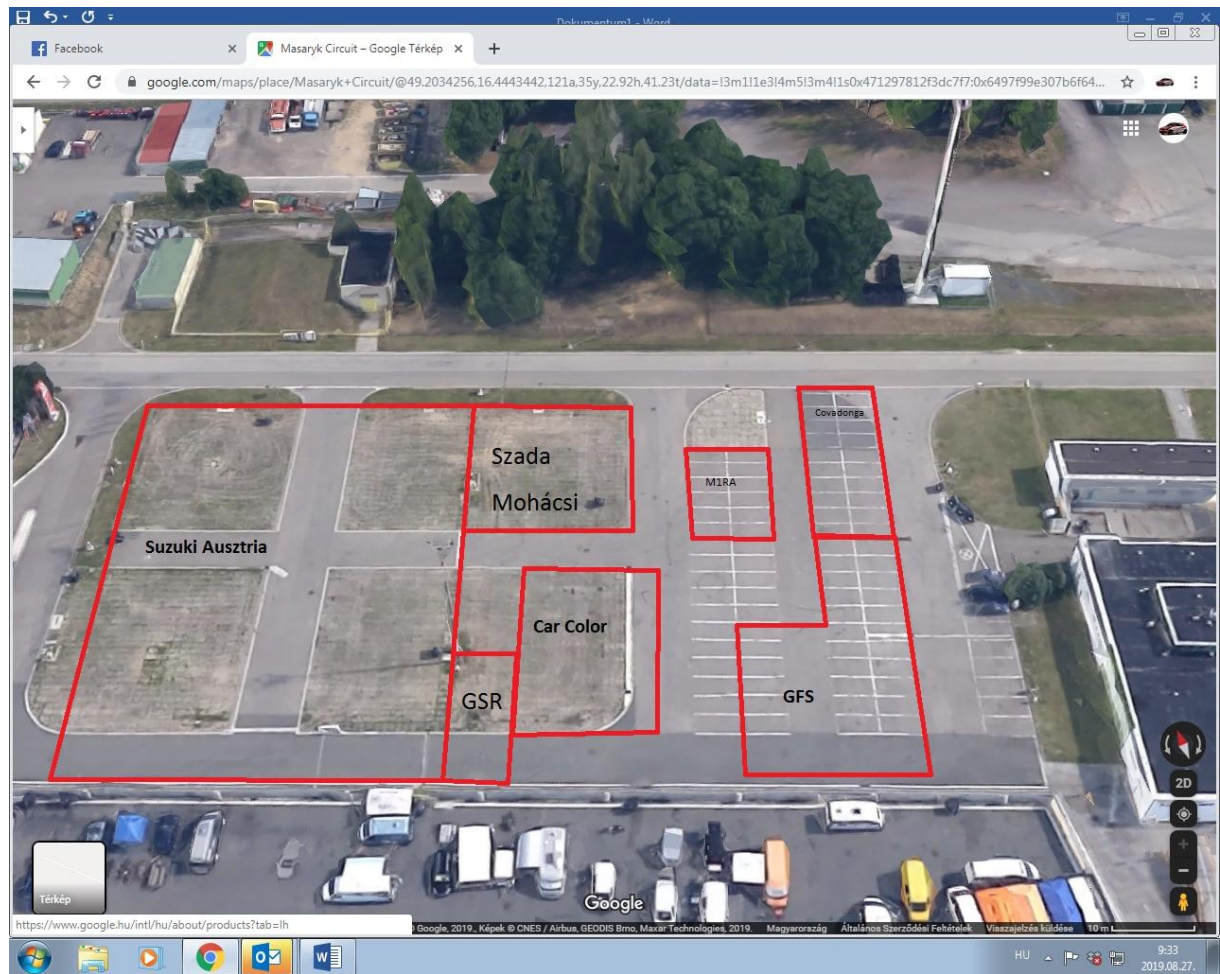 Dokumentum1 - Word
Facebook
Masaryk Circuit – Google Térkép
google.com/maps/place/Masaryk+Circuit/@49.2034256,16.4443442,121a,35y,22.92h,41.23t/data=!3m1!1e3!4m5!3m4!1s0x471297812f3dc7f7:0x6497f99e307b6f64...
Covadonga
Szada
Mohácsi
M1RA
Suzuki Ausztria
Car Color
GSR
GFS
2D
Térkép
Google
https://www.google.hu/intl/hu/about/products?tab=lh
Google, 2019., Képek © CNES / Airbus, GEODIS Brno, Maxar Technologies, 2019. Magyarország Általános Szerződési Feltételek Visszajelzés küldése 10 m
HU
9:33
2019.08.27.